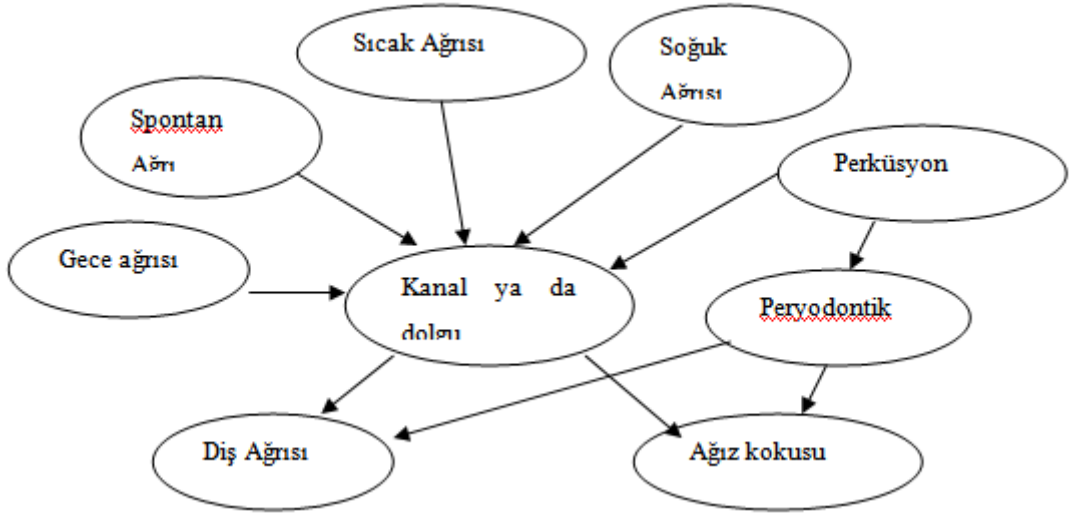 Sıcak Ağrısı
Soğuk
Ağrısı
Spontan
Ağrı
Perküsyon
Gece ağrısı
Kanal ya da
dolgu
Peryodontik
Diş Ağrısı
Ağız kokusu